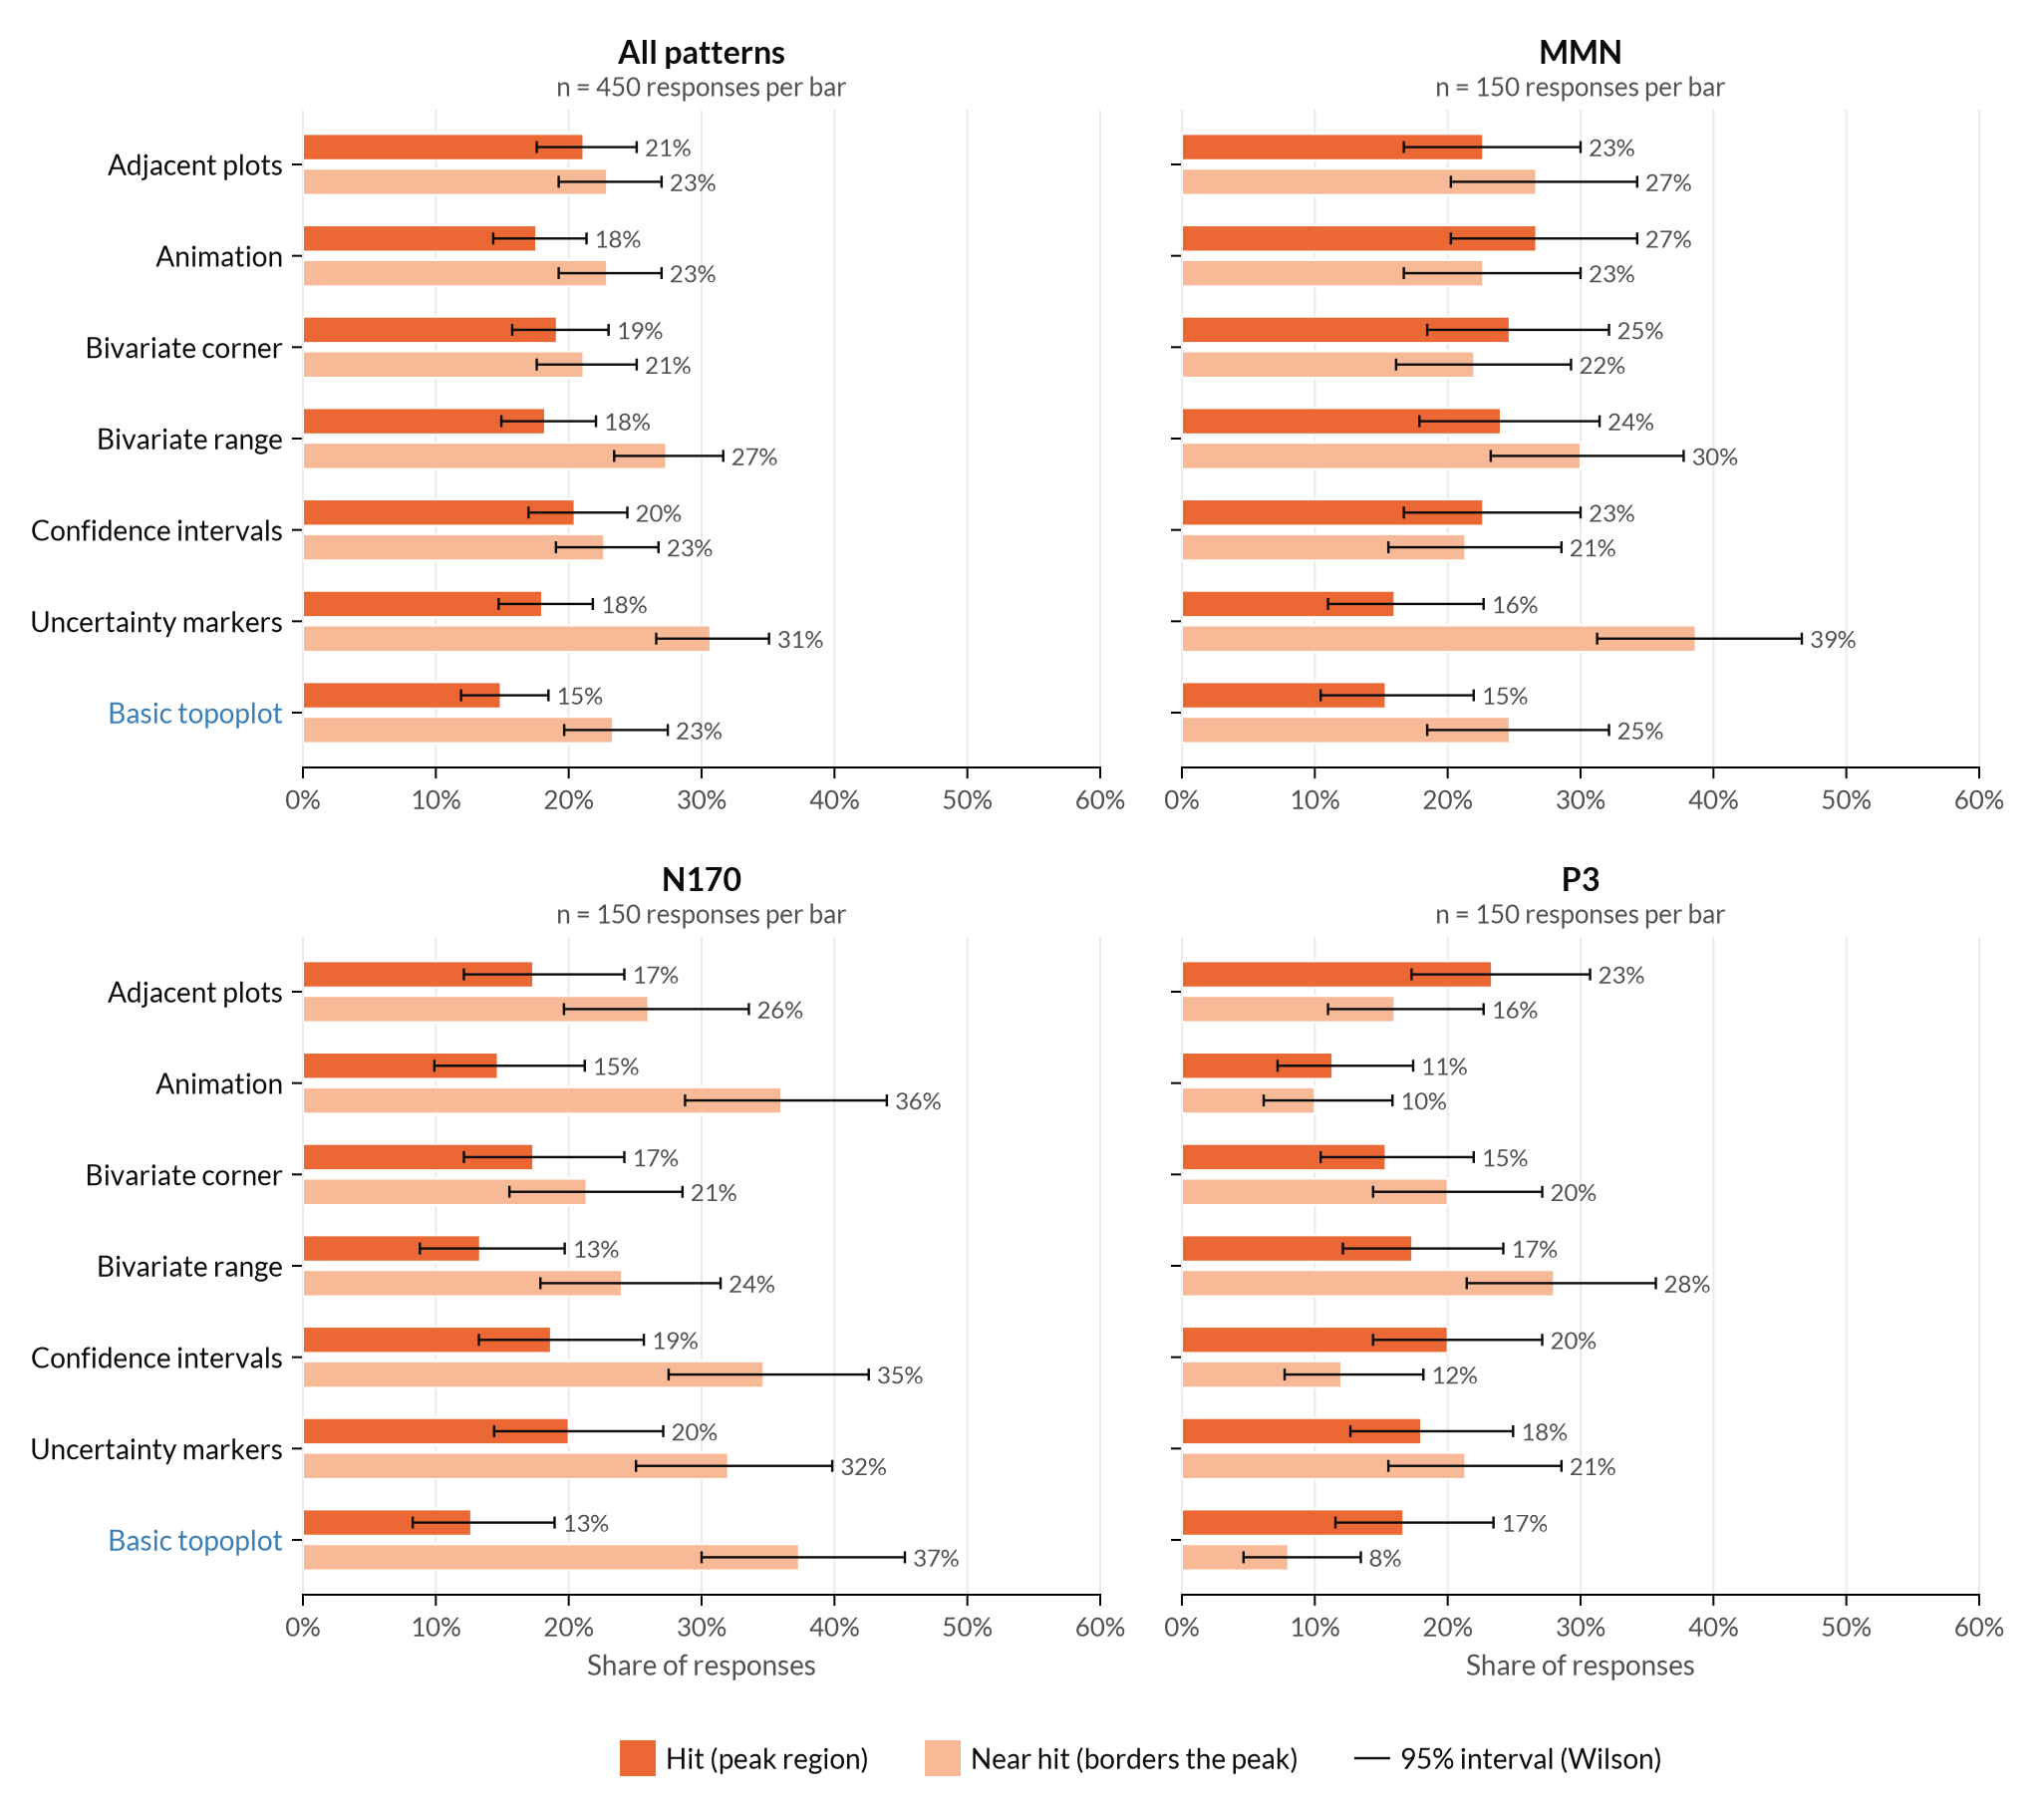 All patterns
n = 450 responses per bar
Adjacent plots
21%
23%
Animation
18%
23%
Bivariate corner
19%
21%
Bivariate range
18%
27%
Confidence intervals
20%
23%
Uncertainty markers
18%
31%
Basic topoplot
15%
23%
0% 10% 20% 30% 40% 50% 60%
MMN
n = 150 responses per bar
23%
27%
27%
23%
25%
22%
24%
30%
23%
21%
16%
39%
15%
25%
0% 10% 20% 30% 40% 50% 60%
N170
n = 150 responses per bar
Adjacent plots
17%
26%
Animation
15%
36%
Bivariate corner
17%
21%
Bivariate range
13%
24%
Confidence intervals
19%
35%
Uncertainty markers
20%
32%
Basic topoplot
13%
37%
0% 10% 20% 30% 40% 50% 60%
Share of responses
P3
n = 150 responses per bar
23%
16%
11%
10%
15%
20%
17%
28%
20%
12%
18%
21%
17%
8%
0% 10% 20% 30% 40% 50% 60%
Share of responses
Hit (peak region)
Near hit (borders the peak)
95% interval (Wilson)